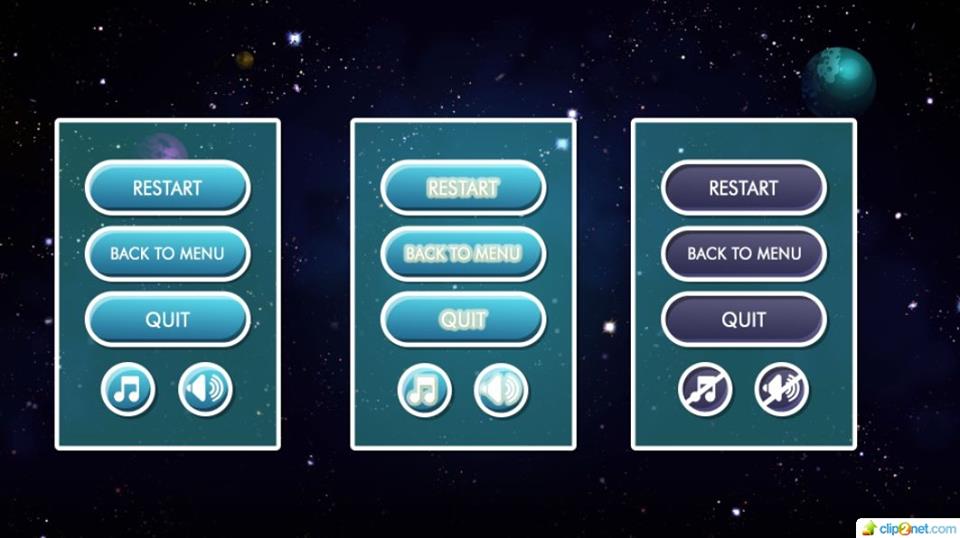 RESTART
BACK TO MENU
QUIT
RESTART
BACK TO MENU
QUIT
RESTART
BACK TO MENU
QUIT
clip2net.com